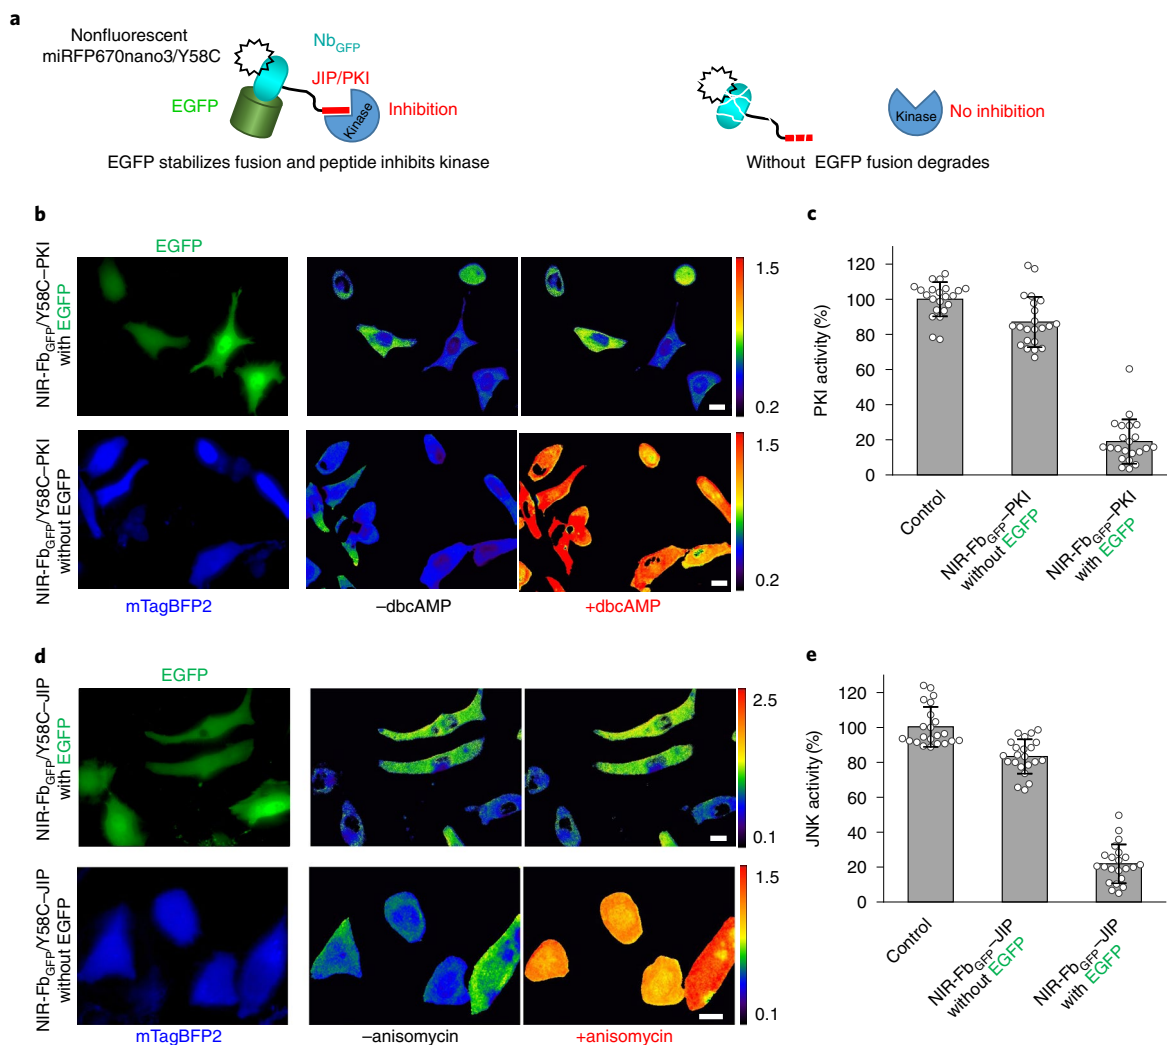 a
Nonfluorescent
miRFP670nano3/Y58C
NbGFP
JIP/PKI
EGFP
Kinase
Inhibition
EGFP stabilizes fusion and peptide inhibits kinase
Kinase
No inhibition
Without EGFP fusion degrades
b
EGFP
NIR-FbGFP/Y58C–PKI
with EGFP
1.5
0.2
NIR-FbGFP/Y58C–PKI
without EGFP
1.5
0.2
mTagBFP2
–dbcAMP
+dbcAMP
c
PKI activity (%)
120
100
80
60
40
20
0
Control
NIR-FbGFP–PKI
without EGFP
NIR-FbGFP–PKI
with EGFP
d
EGFP
NIR-FbGFP/Y58C–JIP
with EGFP
2.5
0.1
NIR-FbGFP/Y58C–JIP
without EGFP
1.5
0.1
mTagBFP2
–anisomycin
+anisomycin
e
JNK activity (%)
120
100
80
60
40
20
0
Control
NIR-FbGFP–JIP
without EGFP
NIR-FbGFP–JIP
with EGFP